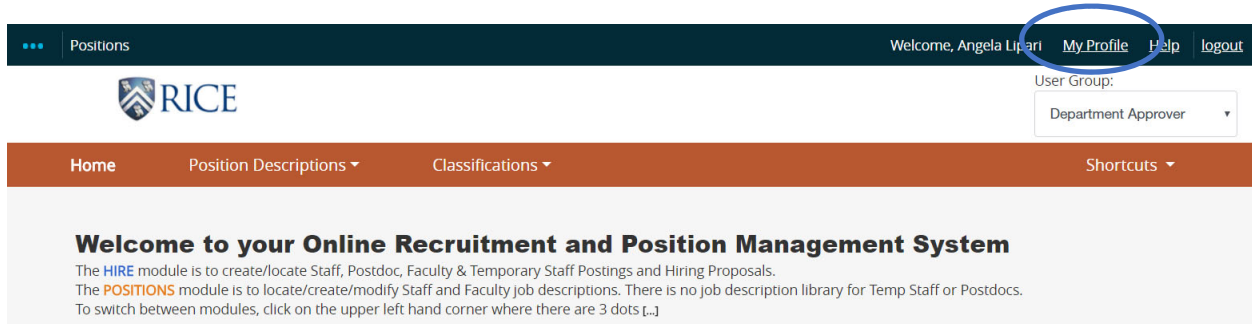 ••• Positions Welcome, Angela Lipari My Profile Help logout
RICE
User Group:
Department Approver
Home Position Descriptions Classifications Shortcuts
Welcome to your Online Recruitment and Position Management System
The HIRE module is to create/locate Staff, Postdoc, Faculty & Temporary Staff Postings and Hiring Proposals.
The POSITIONS module is to locate/create/modify Staff and Faculty job descriptions. There is no job description library for Temp Staff or Postdocs.
To switch between modules, click on the upper left hand corner where there are 3 dots [...]